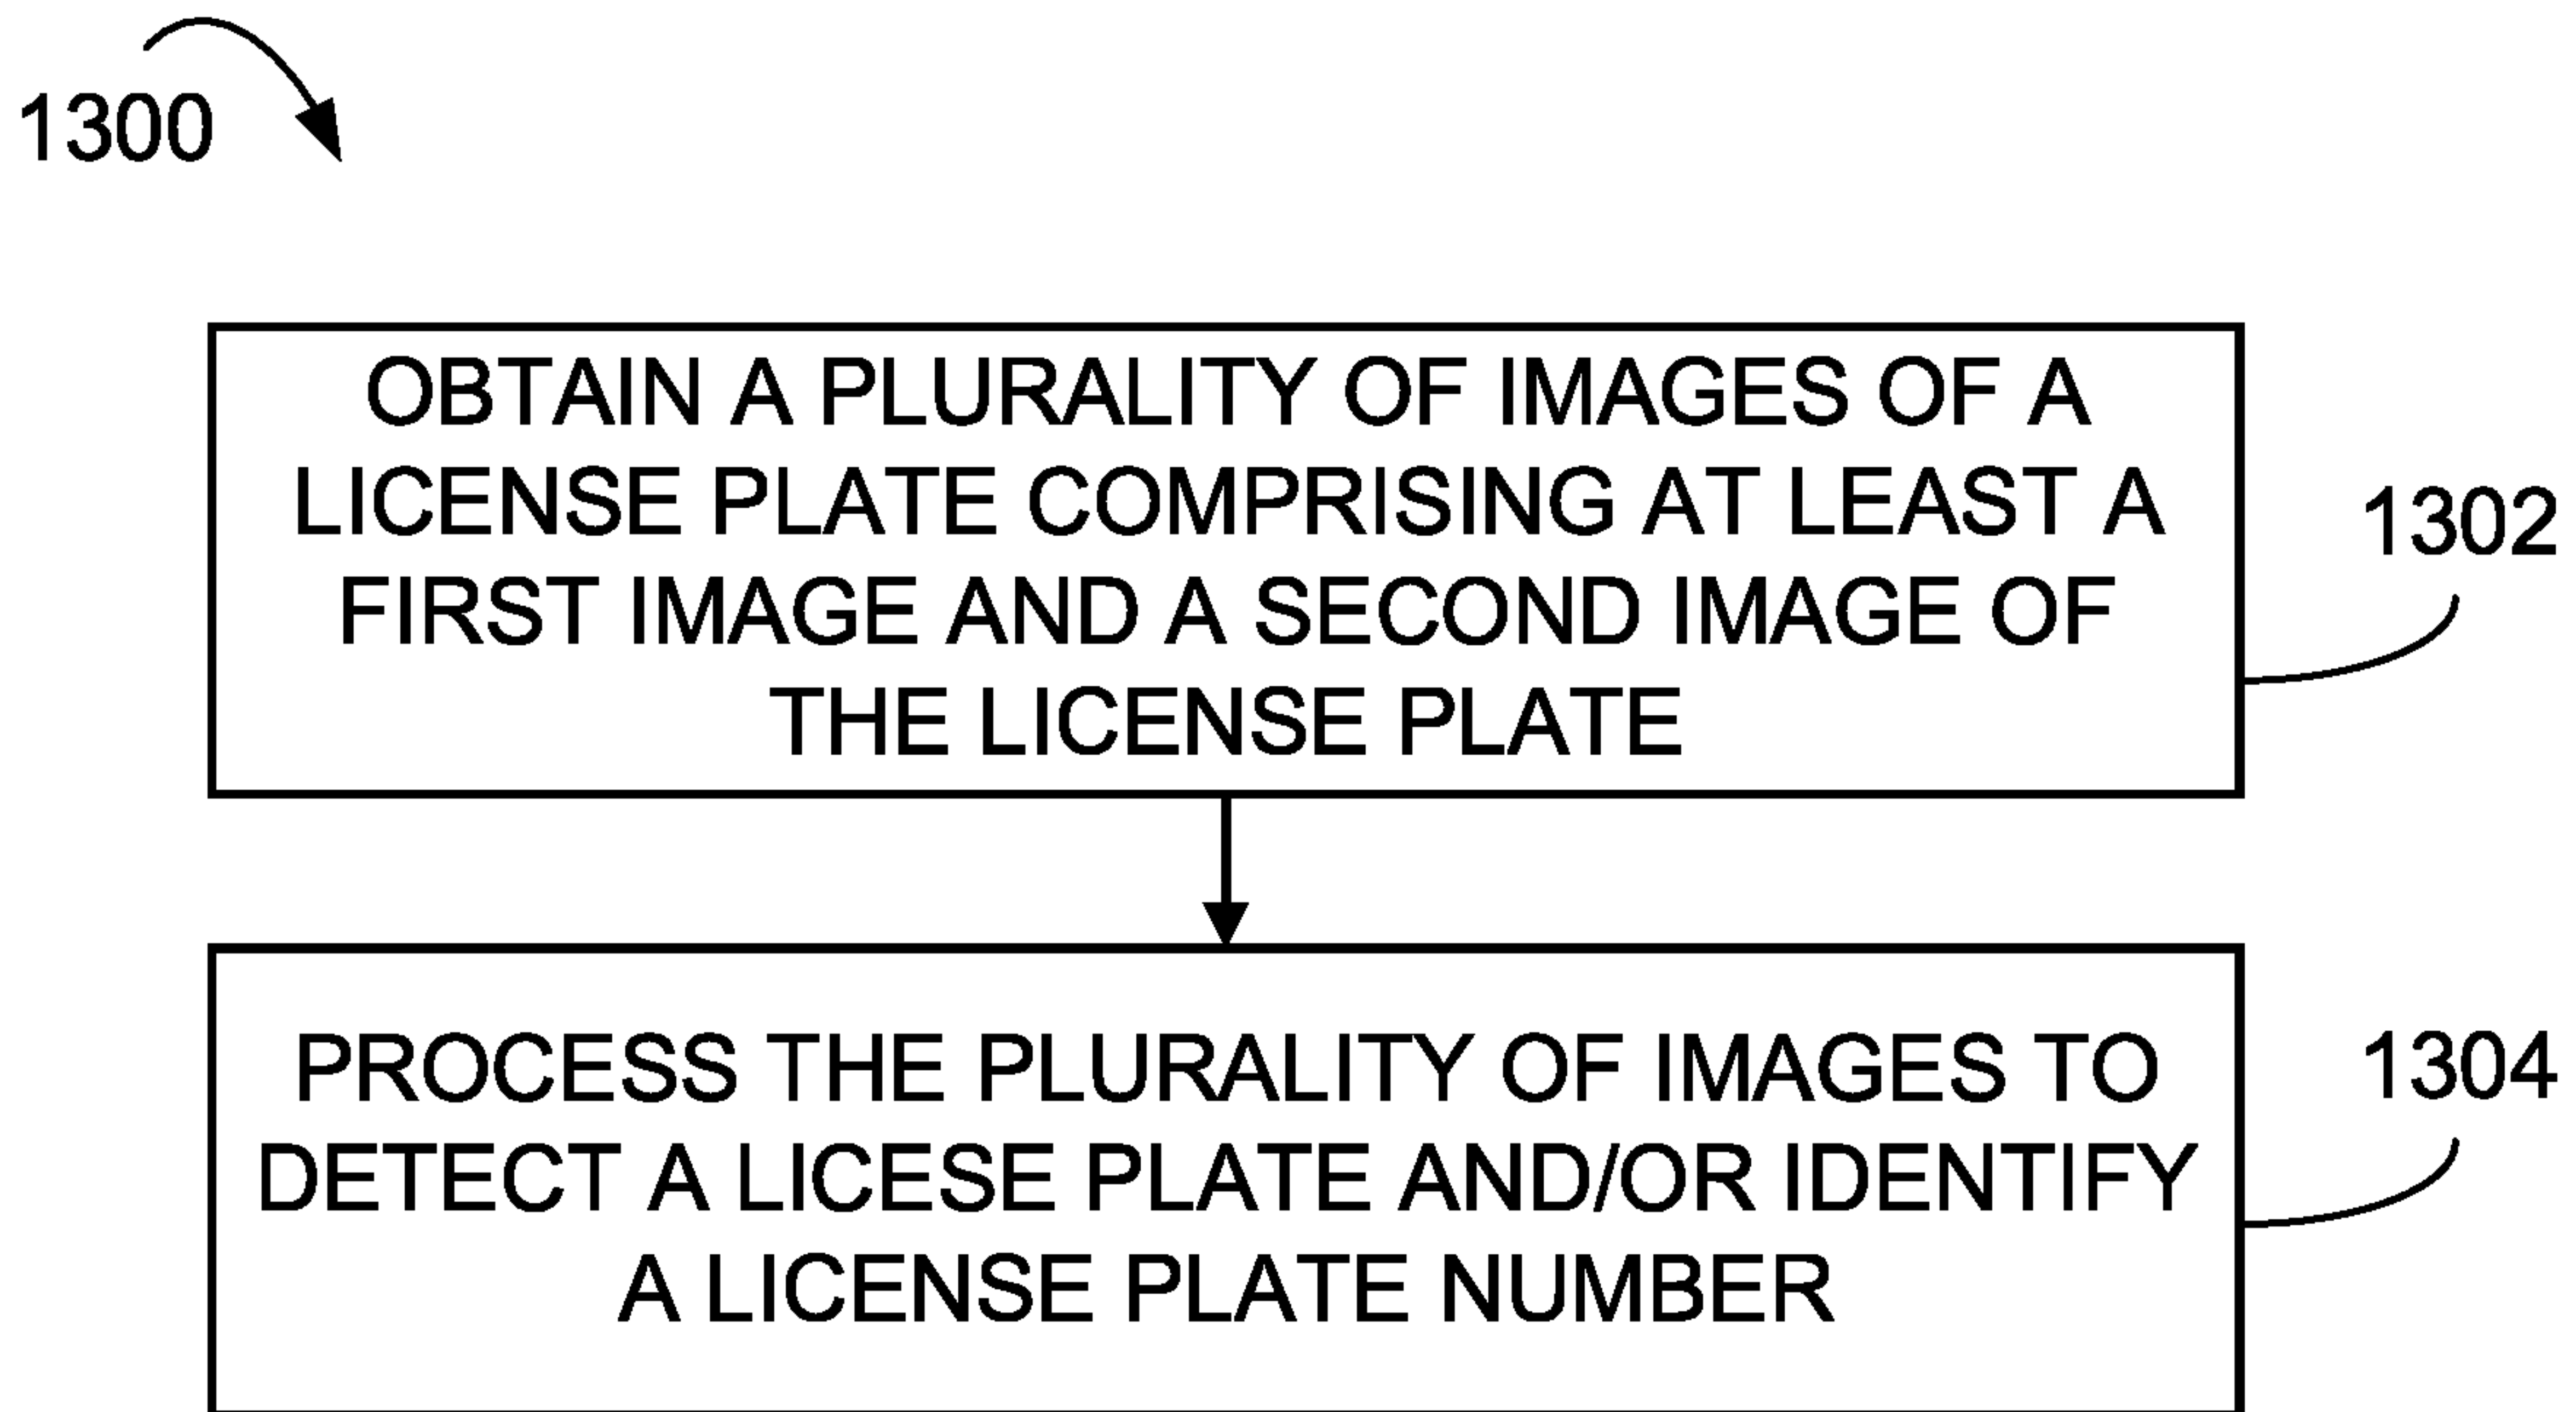 1300
OBTAIN A PLURALITY OF IMAGES OF A
LICENSE PLATE COMPRISING AT LEAST A
FIRST IMAGE AND A SECOND IMAGE OF
THE LICENSE PLATE
1302
PROCESS THE PLURALITY OF IMAGES TO
DETECT A LICESE PLATE AND/OR IDENTIFY
A LICENSE PLATE NUMBER
1304